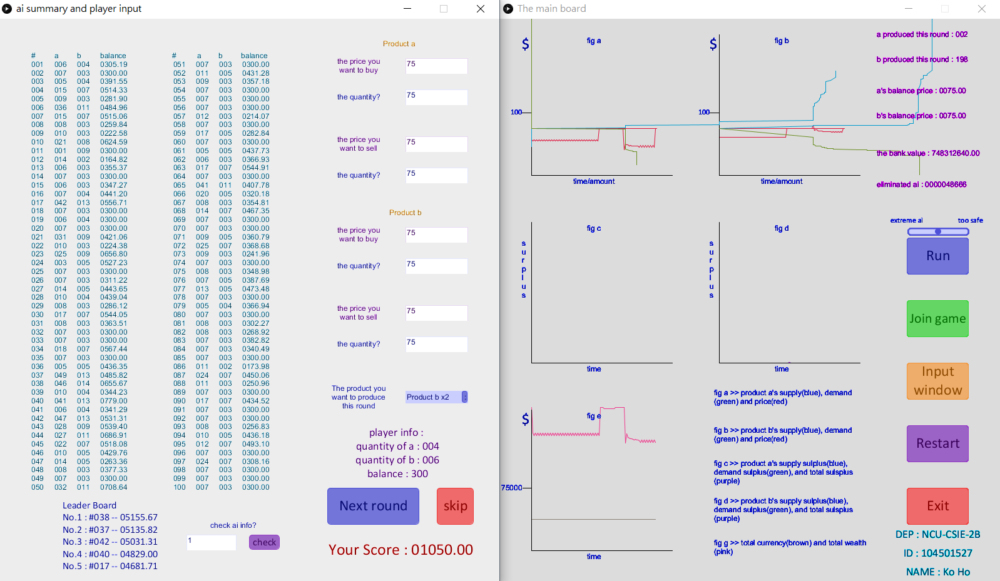 ai summary and player input
# a b balance # a b balance
001 006 004 0305.19 051 007 003 0300.00
002 007 003 0300.00 052 011 005 0431.28
003 005 004 0391.55 053 009 003 0357.18
004 015 007 0514.33 054 007 003 0300.00
005 009 003 0281.90 055 007 003 0300.00
006 036 011 0484.96 056 007 003 0300.00
007 015 007 0515.06 057 012 003 0214.07
008 008 003 0259.84 058 007 003 0300.00
009 010 003 0222.58 059 017 005 0282.84
010 021 008 0624.59 060 007 003 0300.00
011 001 009 0300.00 061 005 005 0437.73
012 014 002 0164.82 062 006 003 0366.93
013 006 003 0355.37 063 017 007 0544.91
014 007 003 0300.00 064 007 003 0300.00
015 006 003 0347.27 065 041 011 0407.78
016 007 004 0441.20 066 020 005 0320.18
017 042 013 0556.71 067 008 003 0354.81
018 007 003 0300.00 068 014 007 0467.35
019 006 004 0300.00 069 007 003 0300.00
020 007 003 0300.00 070 007 003 0300.00
021 031 009 0421.06 071 009 005 0360.79
022 010 003 0224.38 072 025 007 0368.68
023 025 009 0656.80 073 009 003 0241.96
024 003 005 0527.23 074 007 003 0300.00
025 007 003 0300.00 075 008 003 0348.98
026 007 003 0311.22 076 007 005 0387.69
027 014 005 0443.65 077 013 005 0473.48
028 010 004 0439.04 078 007 003 0300.00
029 008 003 0286.12 079 005 004 0366.94
030 017 007 0544.05 080 007 003 0300.00
031 008 003 0363.51 081 008 003 0302.27
032 007 003 0300.00 082 008 003 0268.92
033 007 003 0300.00 083 007 003 0382.82
034 018 007 0567.44 084 007 003 0340.49
035 007 003 0300.00 085 007 003 0300.00
036 005 005 0436.35 086 011 002 0173.98
037 049 013 0485.82 087 024 007 0450.06
038 046 014 0655.67 088 011 003 0250.96
039 010 004 0344.23 089 007 003 0300.00
040 041 013 0779.00 090 017 007 0434.52
041 006 004 0341.29 091 007 003 0300.00
042 047 013 0531.31 092 007 003 0300.00
043 028 009 0539.40 093 008 003 0256.83
044 027 011 0686.91 094 010 005 0436.18
045 022 007 0518.08 095 012 007 0493.10
046 010 005 0429.76 096 007 003 0300.00
047 014 005 0263.36 097 024 007 0308.16
048 008 003 0377.33 098 007 003 0300.00
049 007 003 0300.00 099 007 003 0300.00
050 032 011 0708.64 100 007 003 0300.00
Leader Board
No.1 : #038 -- 05155.67
No.2 : #037 -- 05135.82
No.3 : #042 -- 05031.31
No.4 : #040 -- 04829.00
No.5 : #017 -- 04681.71
check ai info?
1
check
Product a
the price you
want to buy
75
the quantity?
75
the price you
want to sell
75
the quantity?
75
Product b
the price you
want to buy
75
the quantity?
75
the price you
want to sell
75
the quantity?
75
The product you
want to produce
this round
Product b x2
:
player info :
quantity of a : 004
quantity of b : 006
balance : 300
Next round
skip
Your Score : 01050.00
The main board
$
fig a
100
time/amount
$
fig b
100
time/amount
a produced this round : 002
b produced this round : 198
a's balance price : 0075.00
b's balance price : 0075.00
the bank value : 748312640.00
eliminated ai : 0000048666
surplus
fig c
time
surplus
fig d
time
extreme ai too safe
Run
Join game
Input
window
Restart
Exit
$
fig e
75000
time
fig a >> product a's supply(blue), demand
(green) and price(red)
fig b >> product b's supply(blue), demand
(green) and price(red)
fig c >> product a's supply sulplus(blue),
demand sulplus(green), and total sulsplus
(purple)
fig d >> product b's supply sulplus(blue),
demand sulplus(green), and total sulsplus
(purple)
fig g >> total currency(brown) and total wealth
(pink)
DEP : NCU-CSIE-2B
ID : 104501527
NAME : Ko Ho